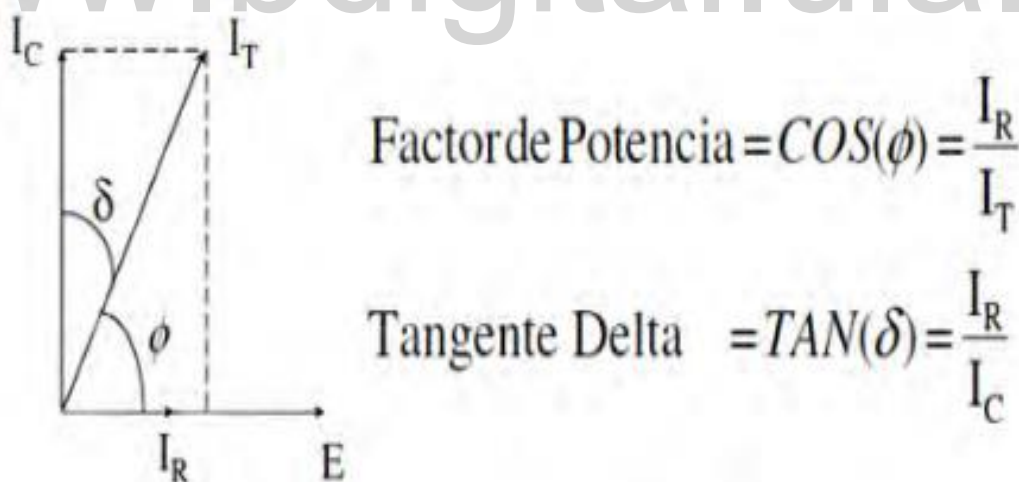 I_C I_T
δ
Factor de Potencia = COS(φ) = I_R / I_T
φ
Tangente Delta = TAN(δ) = I_R / I_C
I_R E